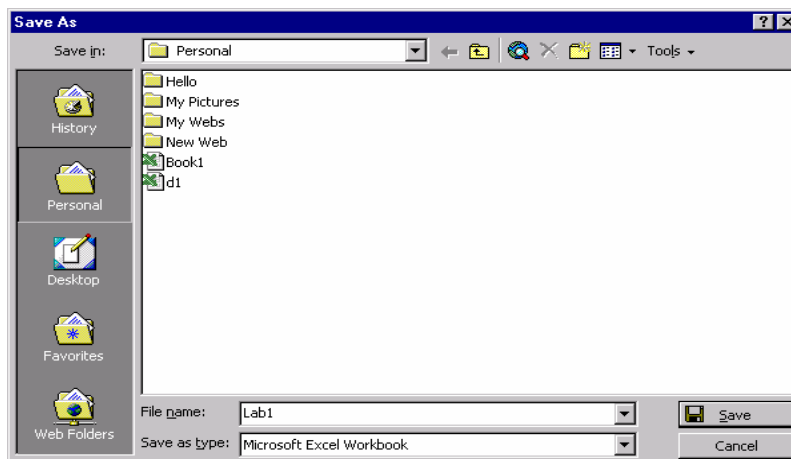 Save As
Save in:
Personal
Tools
History
Personal
Desktop
Favorites
Web Folders
Hello
My Pictures
My Webs
New Web
Book1
d1
File name:
Lab1
Save
Save as type:
Microsoft Excel Workbook
Cancel